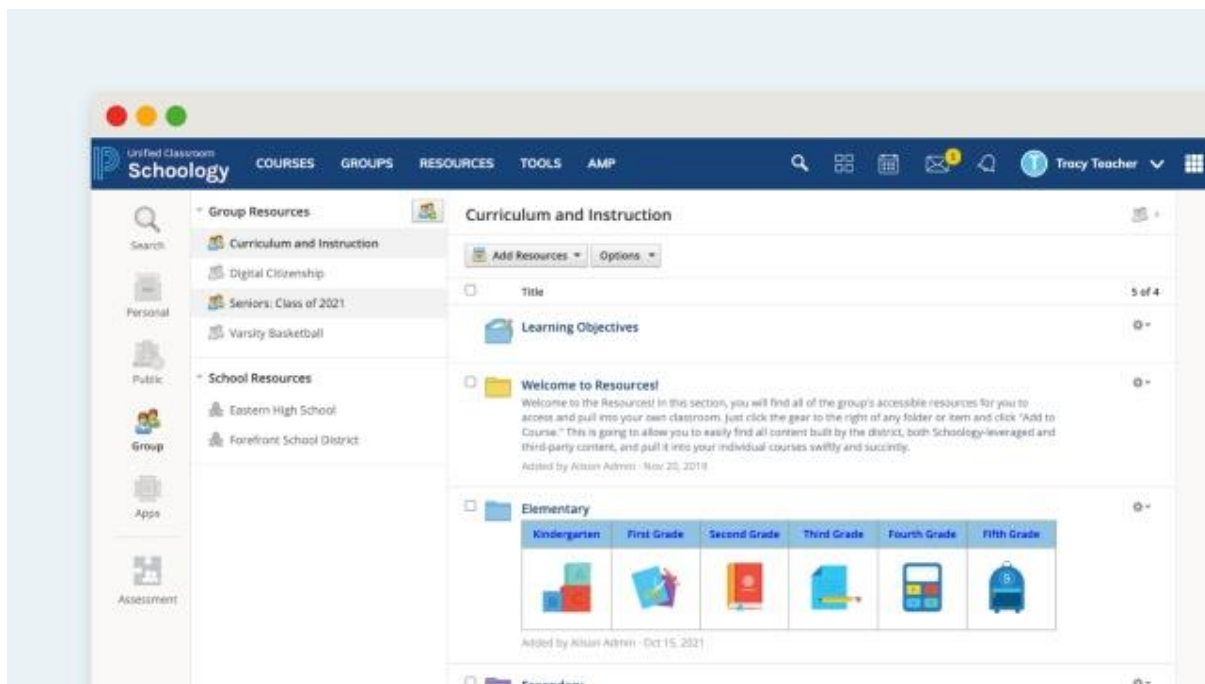 Unified Classroom
Schoology
COURSES GROUPS RESOURCES TOOLS AMP
1
T Tracy Teacher
Search
Personal
Public
Group
Apps
Assessment
Group Resources
Curriculum and Instruction
Digital Citizenship
Seniors: Class of 2021
Varsity Basketball
School Resources
Eastern High School
Forefront School District
Curriculum and Instruction
Add Resources Options
Title 5 of 4
Learning Objectives
Welcome to Resources!
Welcome to the Resources! In this section, you will find all of the group's accessible resources for you to
access and pull into your own classroom. Just click the gear to the right of any folder or item and click "Add to
Course." This is going to allow you to easily find all content built by the district, both Schoology-leveraged and
third-party content, and pull it into your individual courses swiftly and succintly.
Added by Alison Admin · Nov 20, 2019
Elementary
Kindergarten First Grade Second Grade Third Grade Fourth Grade Fifth Grade
A
B C
S
Added by Alison Admin · Oct 15, 2021
Secondary